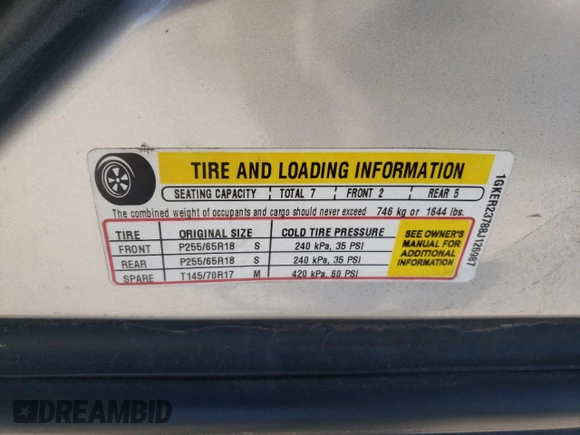 TIRE AND LOADING INFORMATION
SEATING CAPACITY TOTAL 7 FRONT 2 REAR 5
The combined weight of occupants and cargo should never exceed 746 kg or 1644 lbs.
TIRE ORIGINAL SIZE COLD TIRE PRESSURE
FRONT P255/65R18 S 240 kPa, 35 PSI
REAR P255/65R18 S 240 kPa, 35 PSI
SPARE T145/70R17 M 420 kPa, 60 PSI
SEE OWNER'S
MANUAL FOR
ADDITIONAL
INFORMATION
1GKER23788J126987
DREAMBID